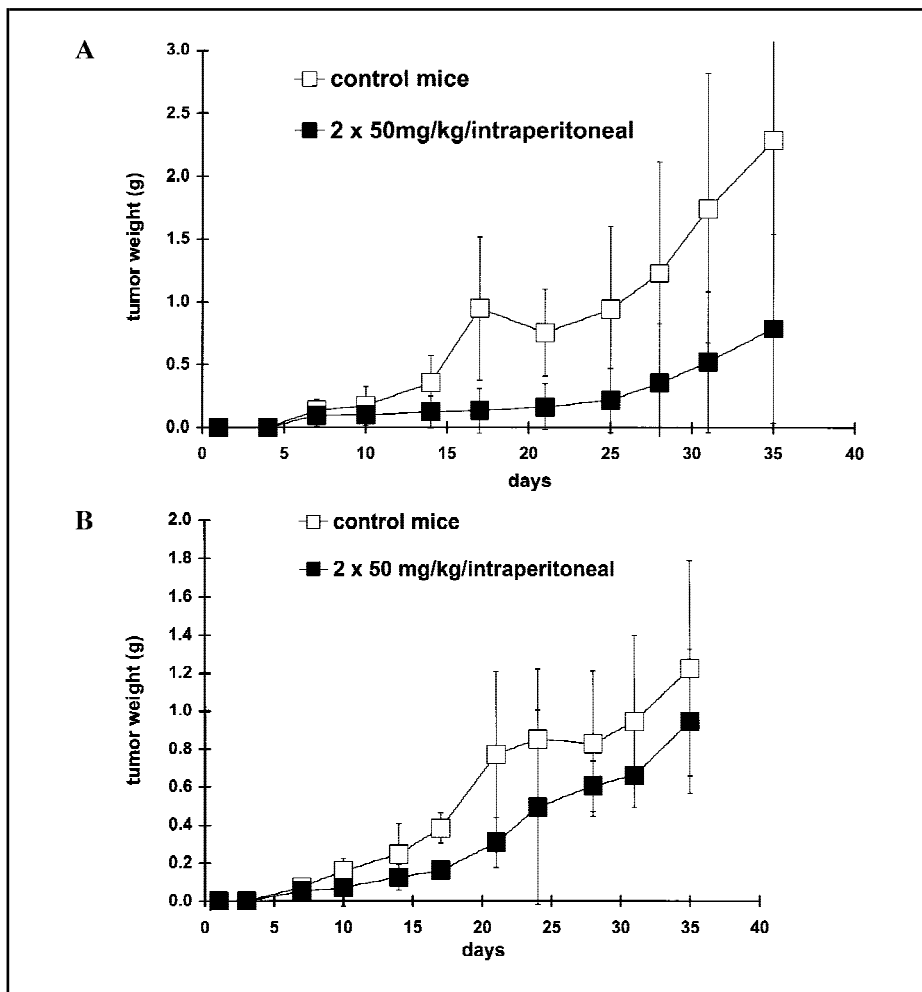 A
3.0
2.5
2.0
1.5
1.0
0.5
0.0
tumor weight (g)
control mice
2 x 50mg/kg/intraperitoneal
0 5 10 15 20 25 30 35 40
days
B
2.0
1.8
1.6
1.4
1.2
1.0
0.8
0.6
0.4
0.2
0.0
tumor weight (g)
control mice
2 x 50 mg/kg/intraperitoneal
0 5 10 15 20 25 30 35 40
days